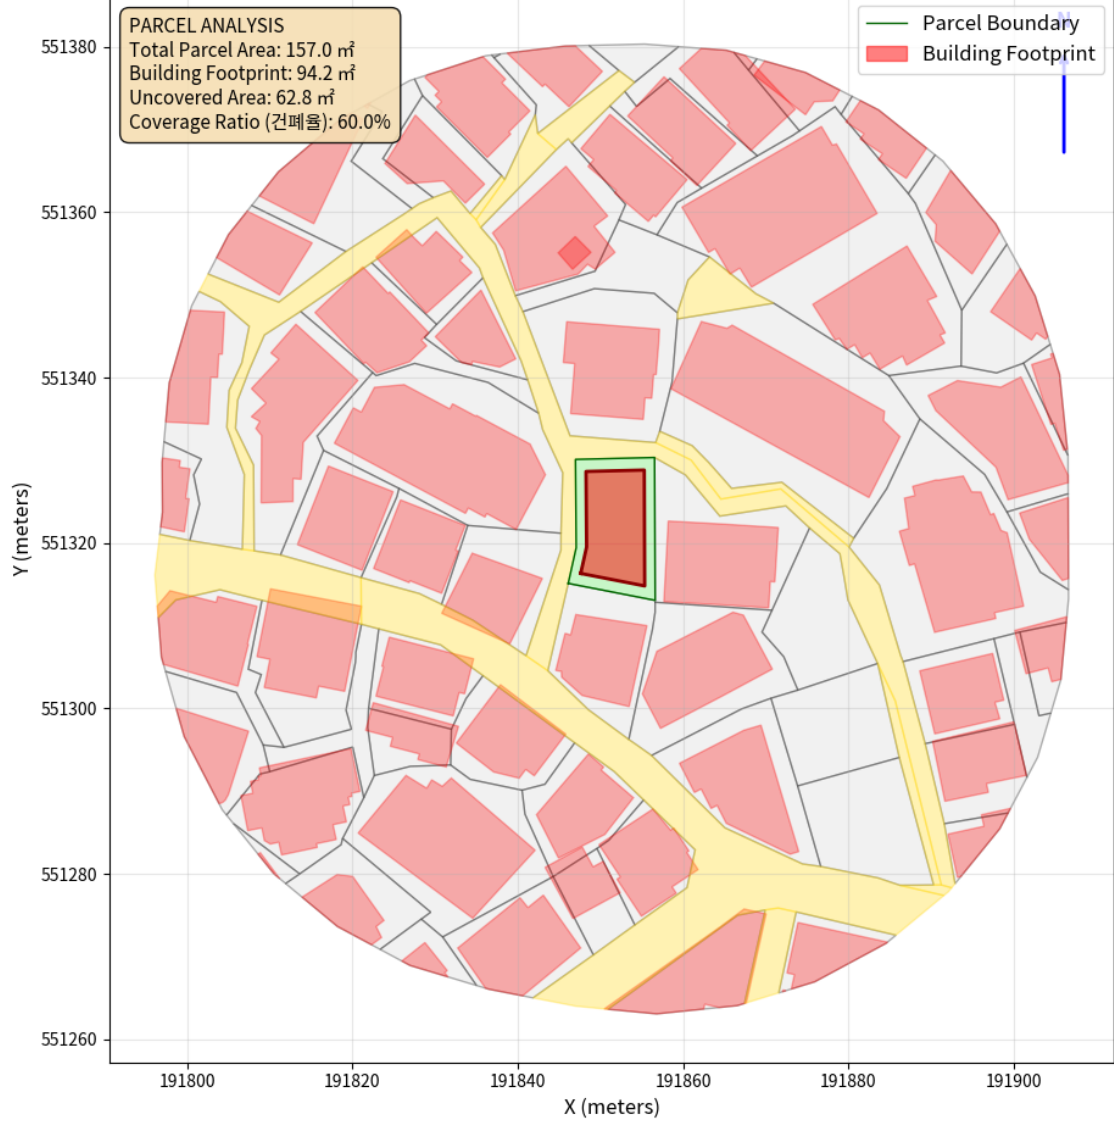 PARCEL ANALYSIS
Total Parcel Area: 157.0 ㎡
Building Footprint: 94.2 ㎡
Uncovered Area: 62.8 ㎡
Coverage Ratio (건폐율): 60.0%
Parcel Boundary
Building Footprint
N
551380
551360
551340
551320
551300
551280
551260
Y (meters)
191800
191820
191840
191860
191880
191900
X (meters)